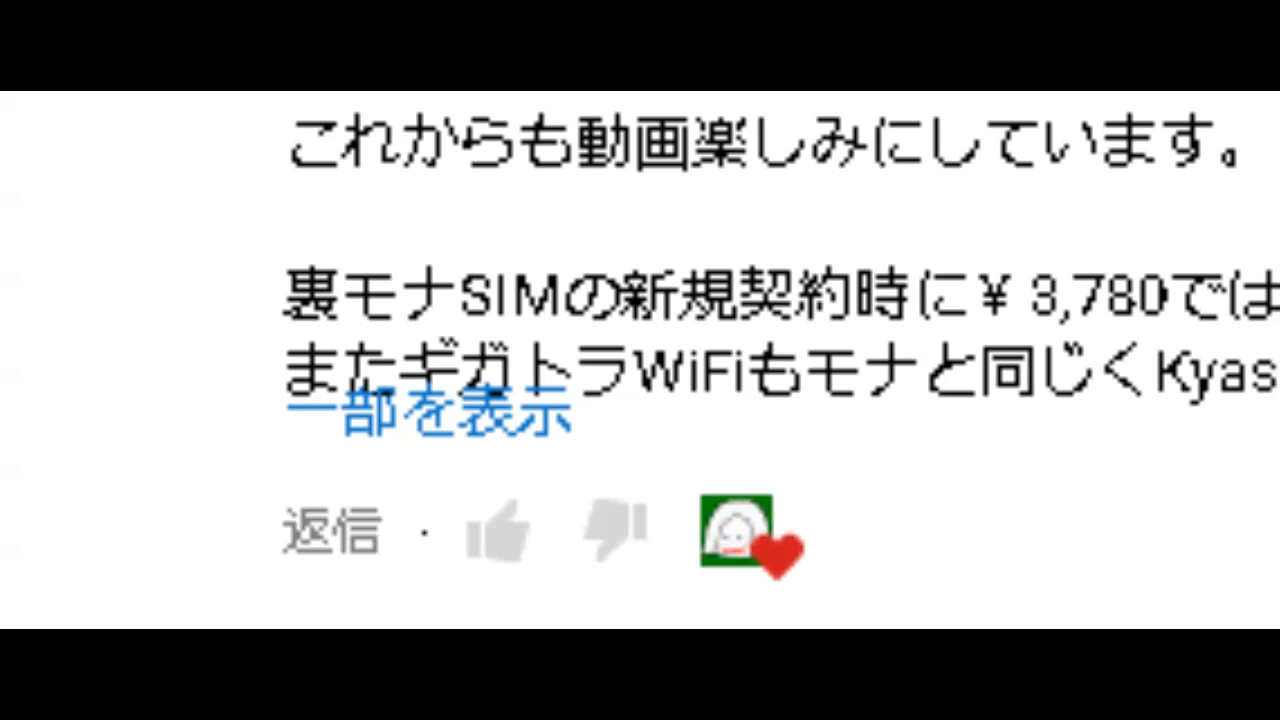 これからも動画楽しみにしています。
裏モナSIMの新規契約時に¥ 3,780では
またギガトラWiFiもモナと同じくKyas
一部を表示
返信 ·